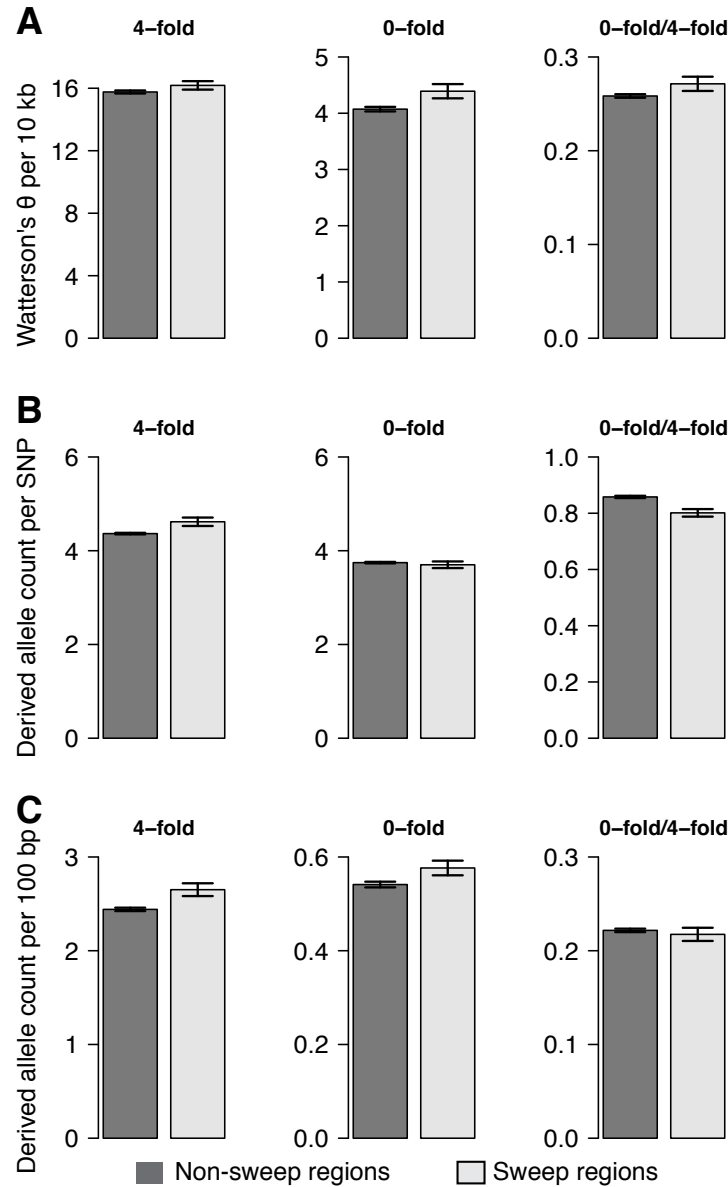 A
4–fold
0–fold
0–fold/4–fold
Watterson's θ per 10 kb
16
12
8
4
0
5
4
3
2
1
0
0.3
0.2
0.1
0.0
B
4–fold
0–fold
0–fold/4–fold
Derived allele count per SNP
6
4
2
0
6
4
2
0
1.0
0.8
0.6
0.4
0.2
0.0
C
4–fold
0–fold
0–fold/4–fold
Derived allele count per 100 bp
3
2
1
0
0.6
0.4
0.2
0.0
0.3
0.2
0.1
0.0
Non-sweep regions
Sweep regions